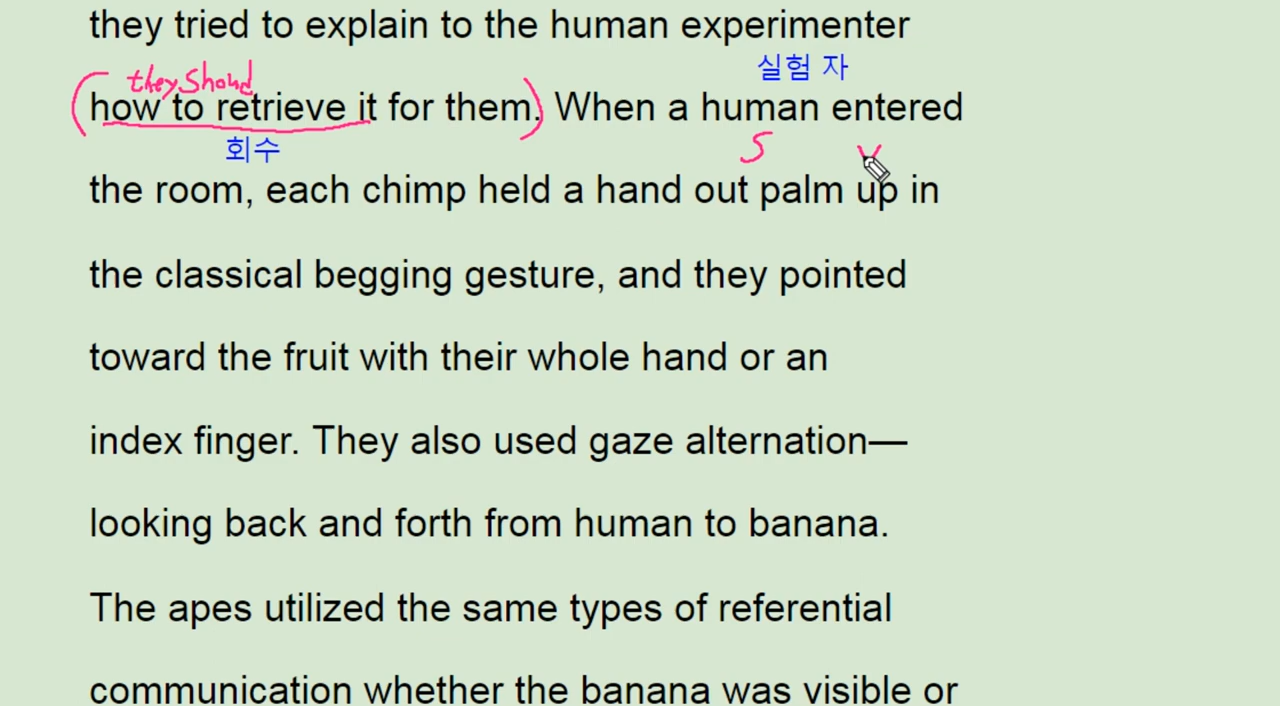 they tried to explain to the human experimenter
실험 자
they Shoud
how to retrieve it for them. When a human entered
회수
S V
the room, each chimp held a hand out palm up in
the classical begging gesture, and they pointed
toward the fruit with their whole hand or an
index finger. They also used gaze alternation—
looking back and forth from human to banana.
The apes utilized the same types of referential
communication whether the banana was visible or